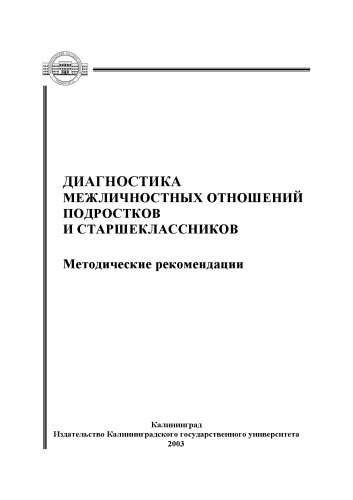 ДИАГНОСТИКА
МЕЖЛИЧНОСТНЫХ ОТНОШЕНИЙ
ПОДРОСТКОВ
И СТАРШЕКЛАССНИКОВ
Методические рекомендации
Калининград
Издательство Калининградского государственного университета
2003